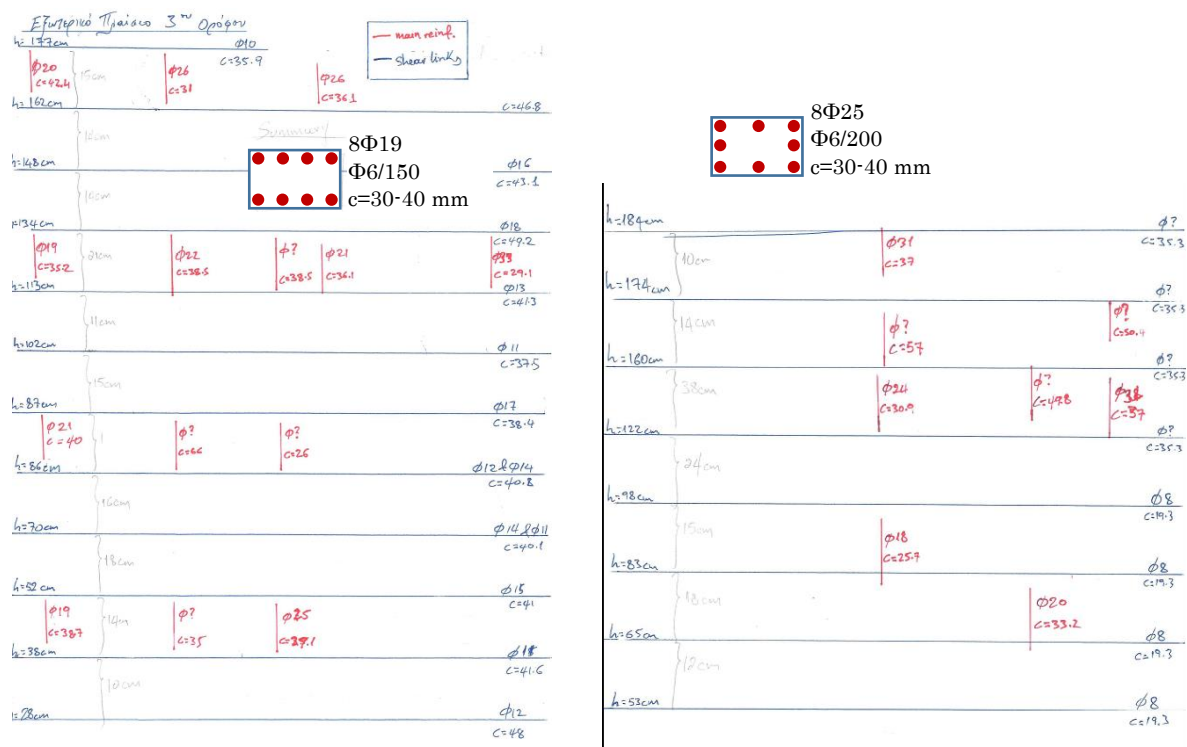 Εξωτερικό Πλαίσιο 3ου Ορόφου
main reinf.
shear links
h=177cm
Φ10
c=35.9
Φ20
c=42.4
15cm
Φ26
c=31
Φ26
c=36.1
h=162cm
c=46.8
Summary
8Φ19
Φ6/150
c=30-40 mm
h=148cm
Φ16
c=43.1
134cm
Φ18
c=49.2
Φ19
c=35.2
21cm
Φ22
c=38.5
Φ?
c=38.5
Φ21
c=36.1
c=29.1
h=113cm
Φ13
c=41.3
11cm
h=102cm
Φ11
c=37.5
15cm
h=87cm
Φ17
c=38.4
Φ21
c=40
1
Φ?
c=66
Φ?
c=26
h=86cm
Φ12&Φ14
c=40.8
16cm
h=70cm
Φ14&Φ11
c=40.1
18cm
h=52cm
Φ15
c=41
Φ19
c=387
14cm
Φ?
c=35
Φ25
h=38cm
c=41.6
10cm
=28cm
Φ12
c=48
8Φ25
Φ6/200
c=30-40 mm
h=184cm
Φ?
c=35.3
10cm
Φ31
c=37
h=174cm
Φ?
c=35.3
14cm
Φ?
c=57
Φ?
c=50.4
h=160cm
Φ?
c=35.3
38cm
Φ24
c=30.9
Φ?
c=49.8
c=37
h=122cm
Φ?
c=35.3
24cm
h=98cm
Φ8
c=19.3
15cm
Φ18
c=25.7
h=83cm
Φ8
c=19.3
18cm
Φ20
c=33.2
h=65cm
Φ8
c=19.3
12cm
h=53cm
Φ8
c=19.3